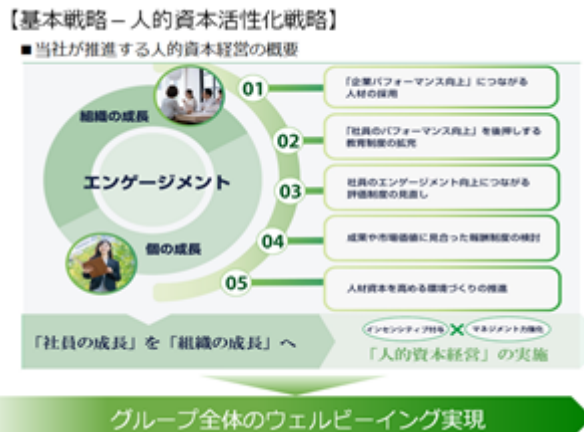 【基本戦略 – 人的資本活性化戦略】
■当社が推進する人的資本経営の概要
組織の成長
エンゲージメント
個の成長
01
「企業パフォーマンス向上」につながる
人材の採用
02
「社員のパフォーマンス向上」を後押しする
教育制度の拡充
03
社員のエンゲージメント向上につながる
評価制度の見直し
04
成果や市場価値に見合った報酬制度の検討
05
人材資本を高める環境づくりの推進
「社員の成長」を「組織の成長」へ
インセンティブ付与 × マネジメント力強化
「人的資本経営」の実施
グループ全体のウェルビーイング実現